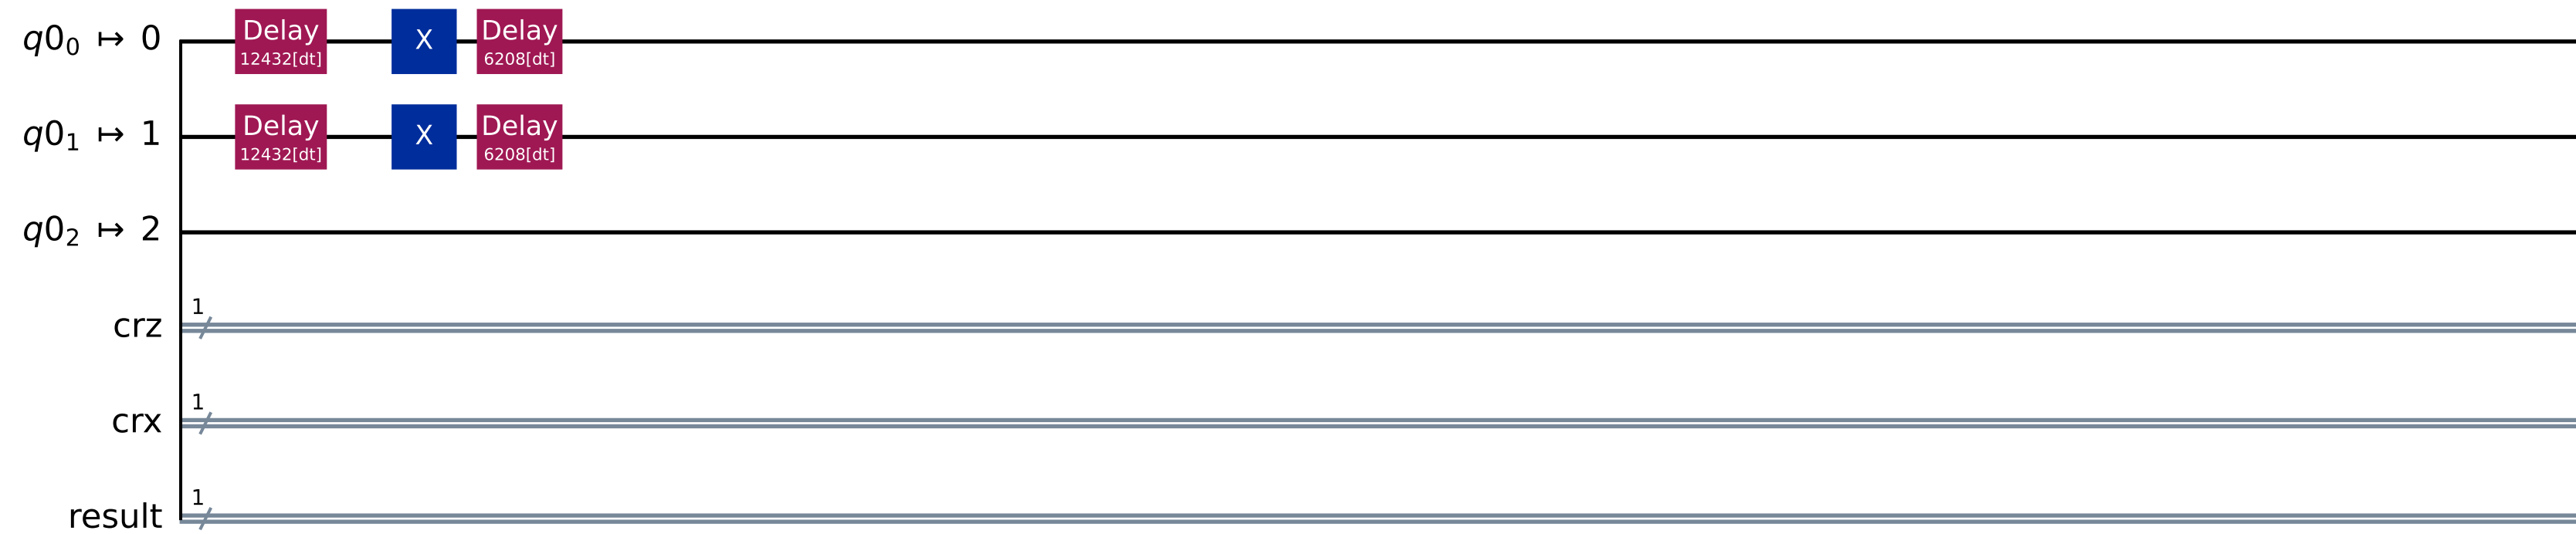 q0₀ ↦ 0 Delay X Delay
12432[dt] 6208[dt]
q0₁ ↦ 1 Delay X Delay
12432[dt] 6208[dt]
q0₂ ↦ 2
crz 1
crx 1
result 1